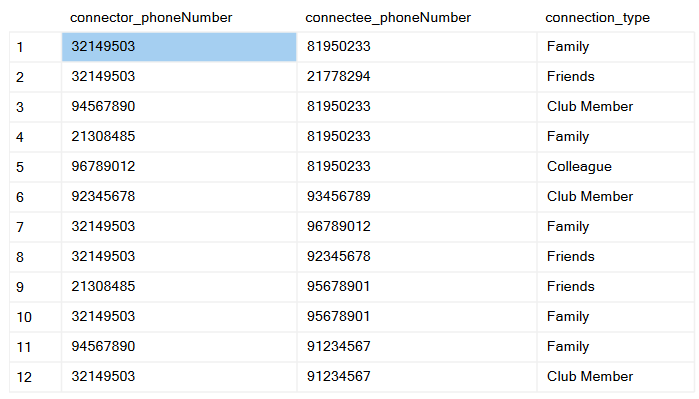 connector_phoneNumber connectee_phoneNumber connection_type
1 32149503 81950233 Family
2 32149503 21778294 Friends
3 94567890 81950233 Club Member
4 21308485 81950233 Family
5 96789012 81950233 Colleague
6 92345678 93456789 Club Member
7 32149503 96789012 Family
8 32149503 92345678 Friends
9 21308485 95678901 Friends
10 32149503 95678901 Family
11 94567890 91234567 Family
12 32149503 91234567 Club Member